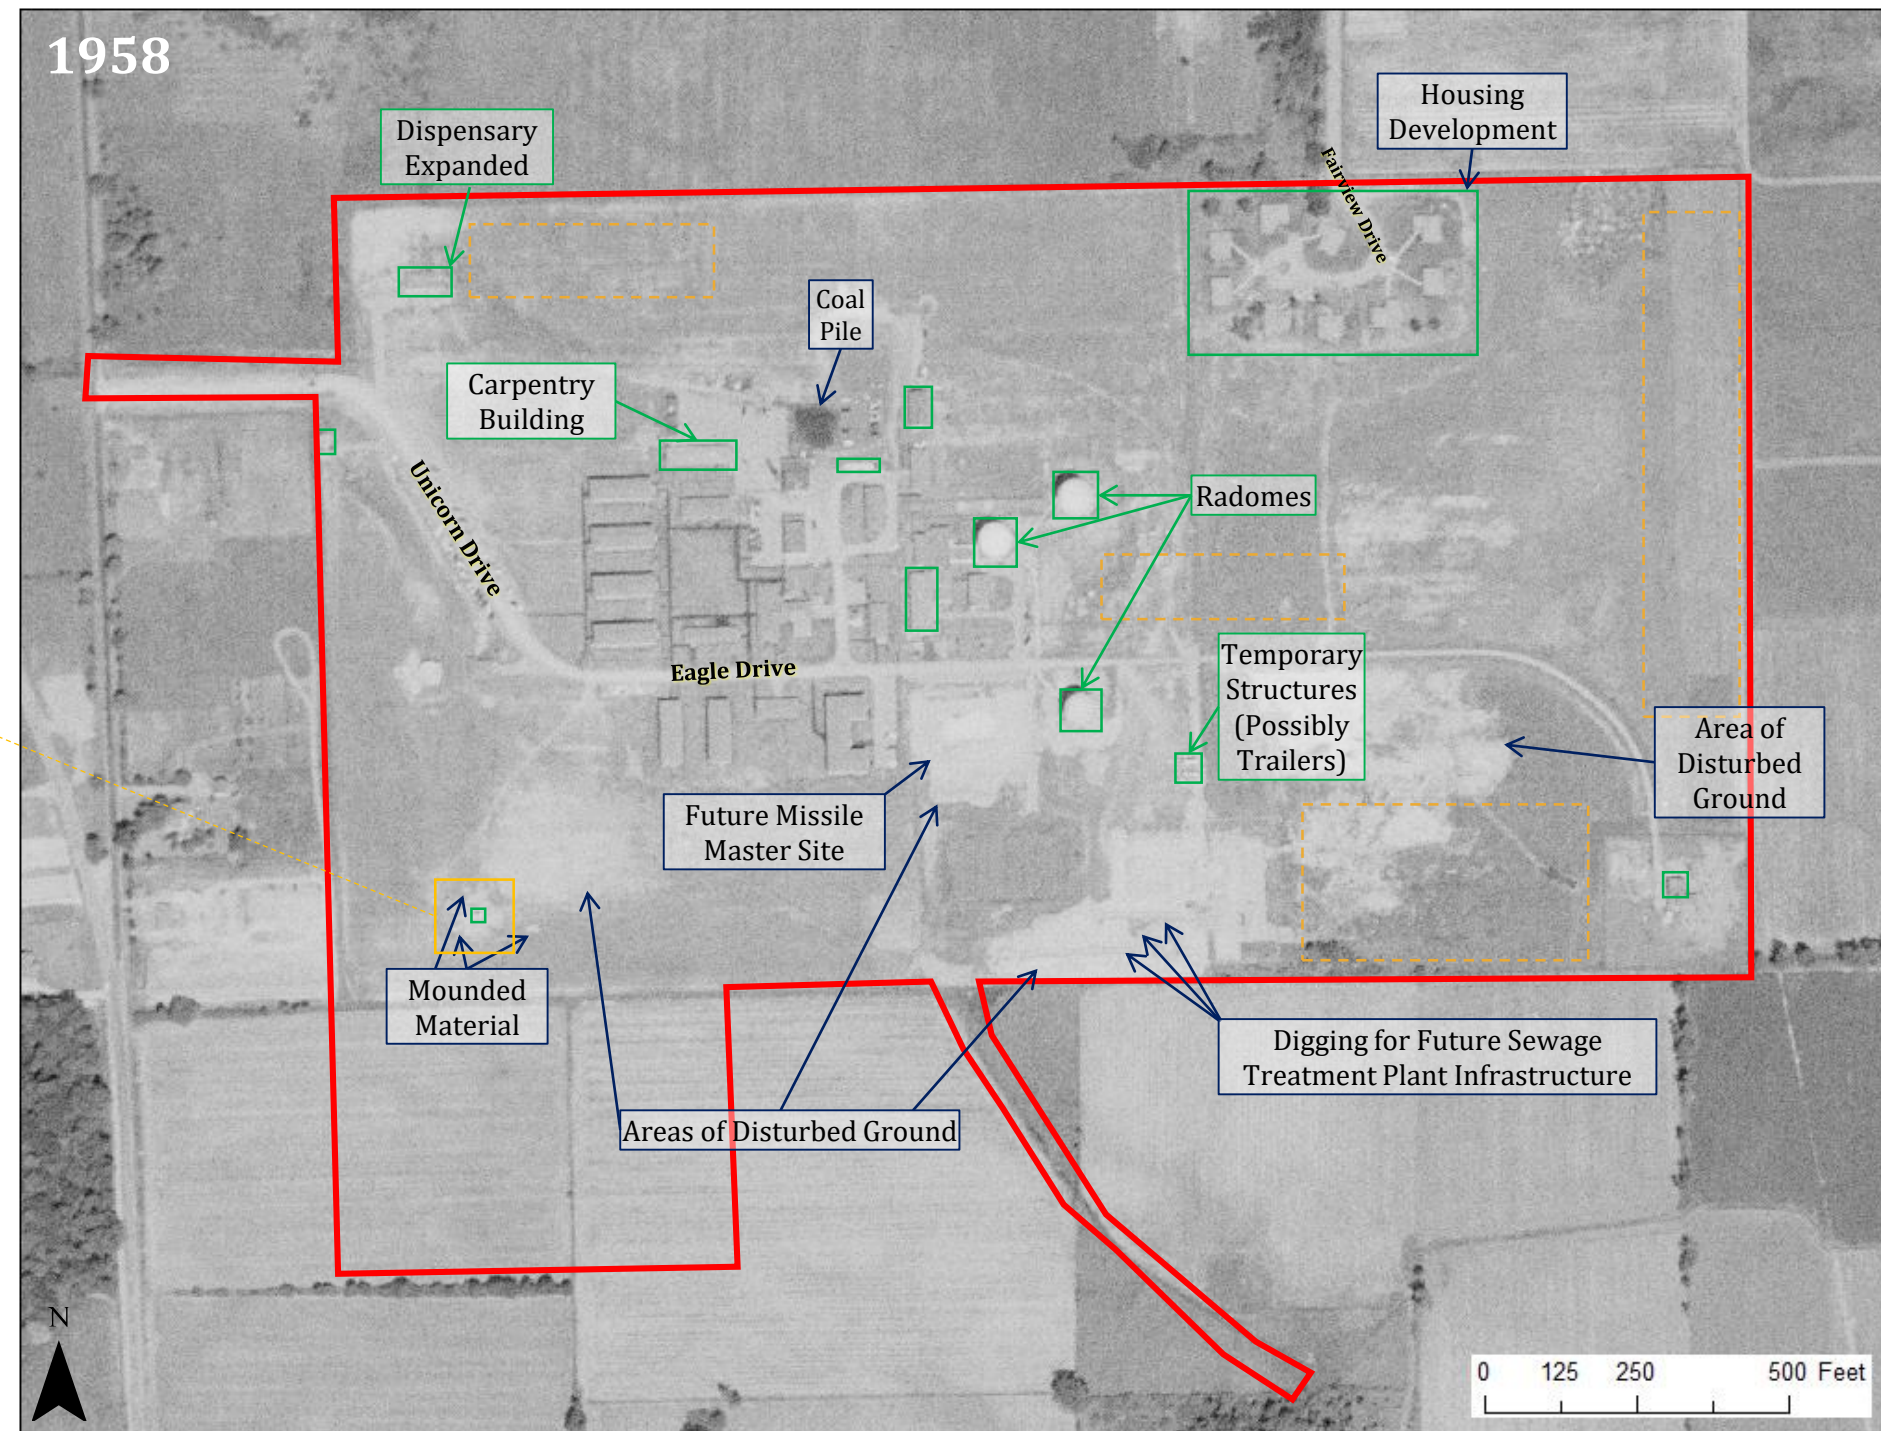 1958
Housing
Development
Dispensary
Expanded
Fairview Drive
Coal
Pile
Carpentry
Building
Unicorn Drive
Radomes
Eagle Drive
Temporary
Structures
(Possibly
Trailers)
Area of
Disturbed
Ground
Future Missile
Master Site
Mounded
Material
Digging for Future Sewage
Treatment Plant Infrastructure
Areas of Disturbed Ground
N
0 125 250 500 Feet